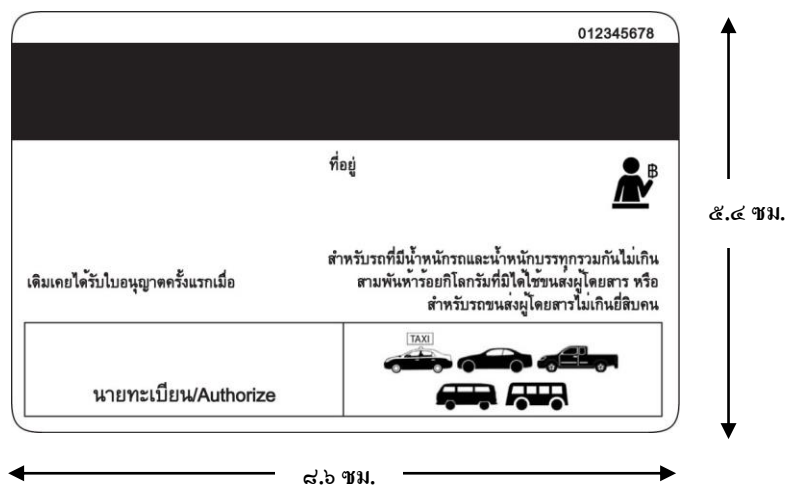 012345678
ที่อยู่
฿
๕.๔ ซม.
สำหรับรถที่มีน้ำหนักรถและน้ำหนักบรรทุกรวมกันไม่เกิน
เดิมเคยได้รับใบอนุญาตครั้งแรกเมื่อ
สามพันห้าร้อยกิโลกรัมที่มิได้ใช้ขนส่งผู้โดยสาร หรือ
สำหรับรถขนส่งผู้โดยสารไม่เกินยี่สิบคน
TAXI
นายทะเบียน/Authorize
๘.๖ ซม.